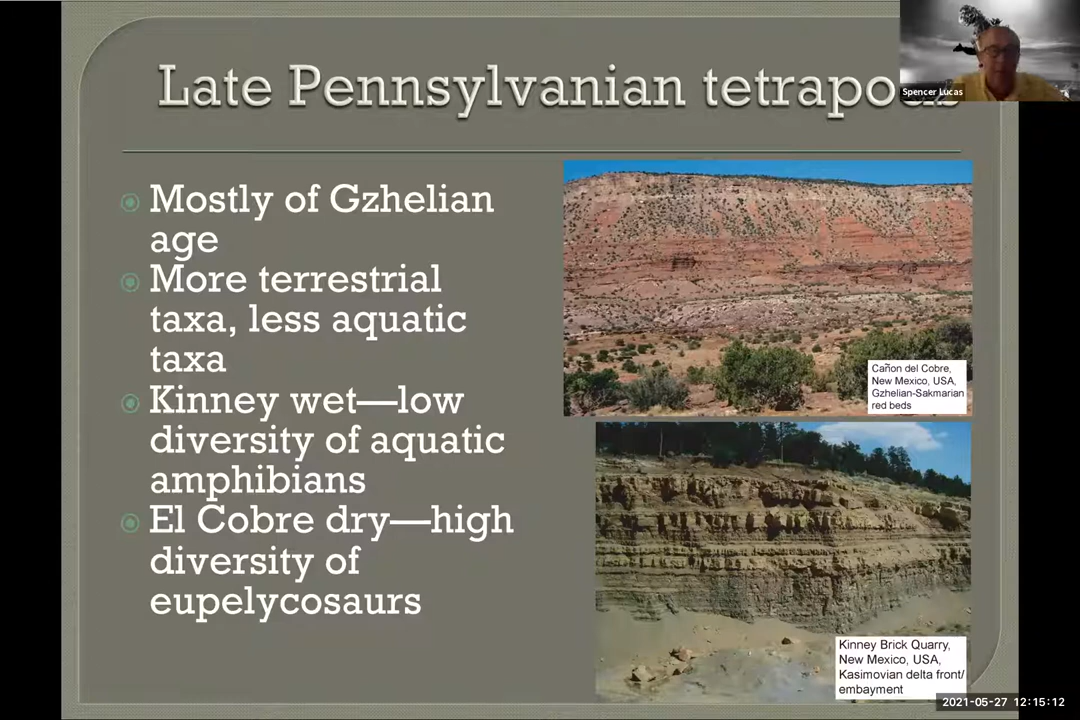 Late Pennsylvanian tetrapods
Spencer Lucas
Mostly of Gzhelian
age
More terrestrial
taxa, less aquatic
taxa
Kinney wet—low
diversity of aquatic
amphibians
El Cobre dry—high
diversity of
eupelycosaurs
Cañon del Cobre,
New Mexico, USA,
Gzhelian-Sakmarian
red beds
Kinney Brick Quarry,
New Mexico, USA,
Kasimovian delta front/
embayment
2021-05-27 12:15:12